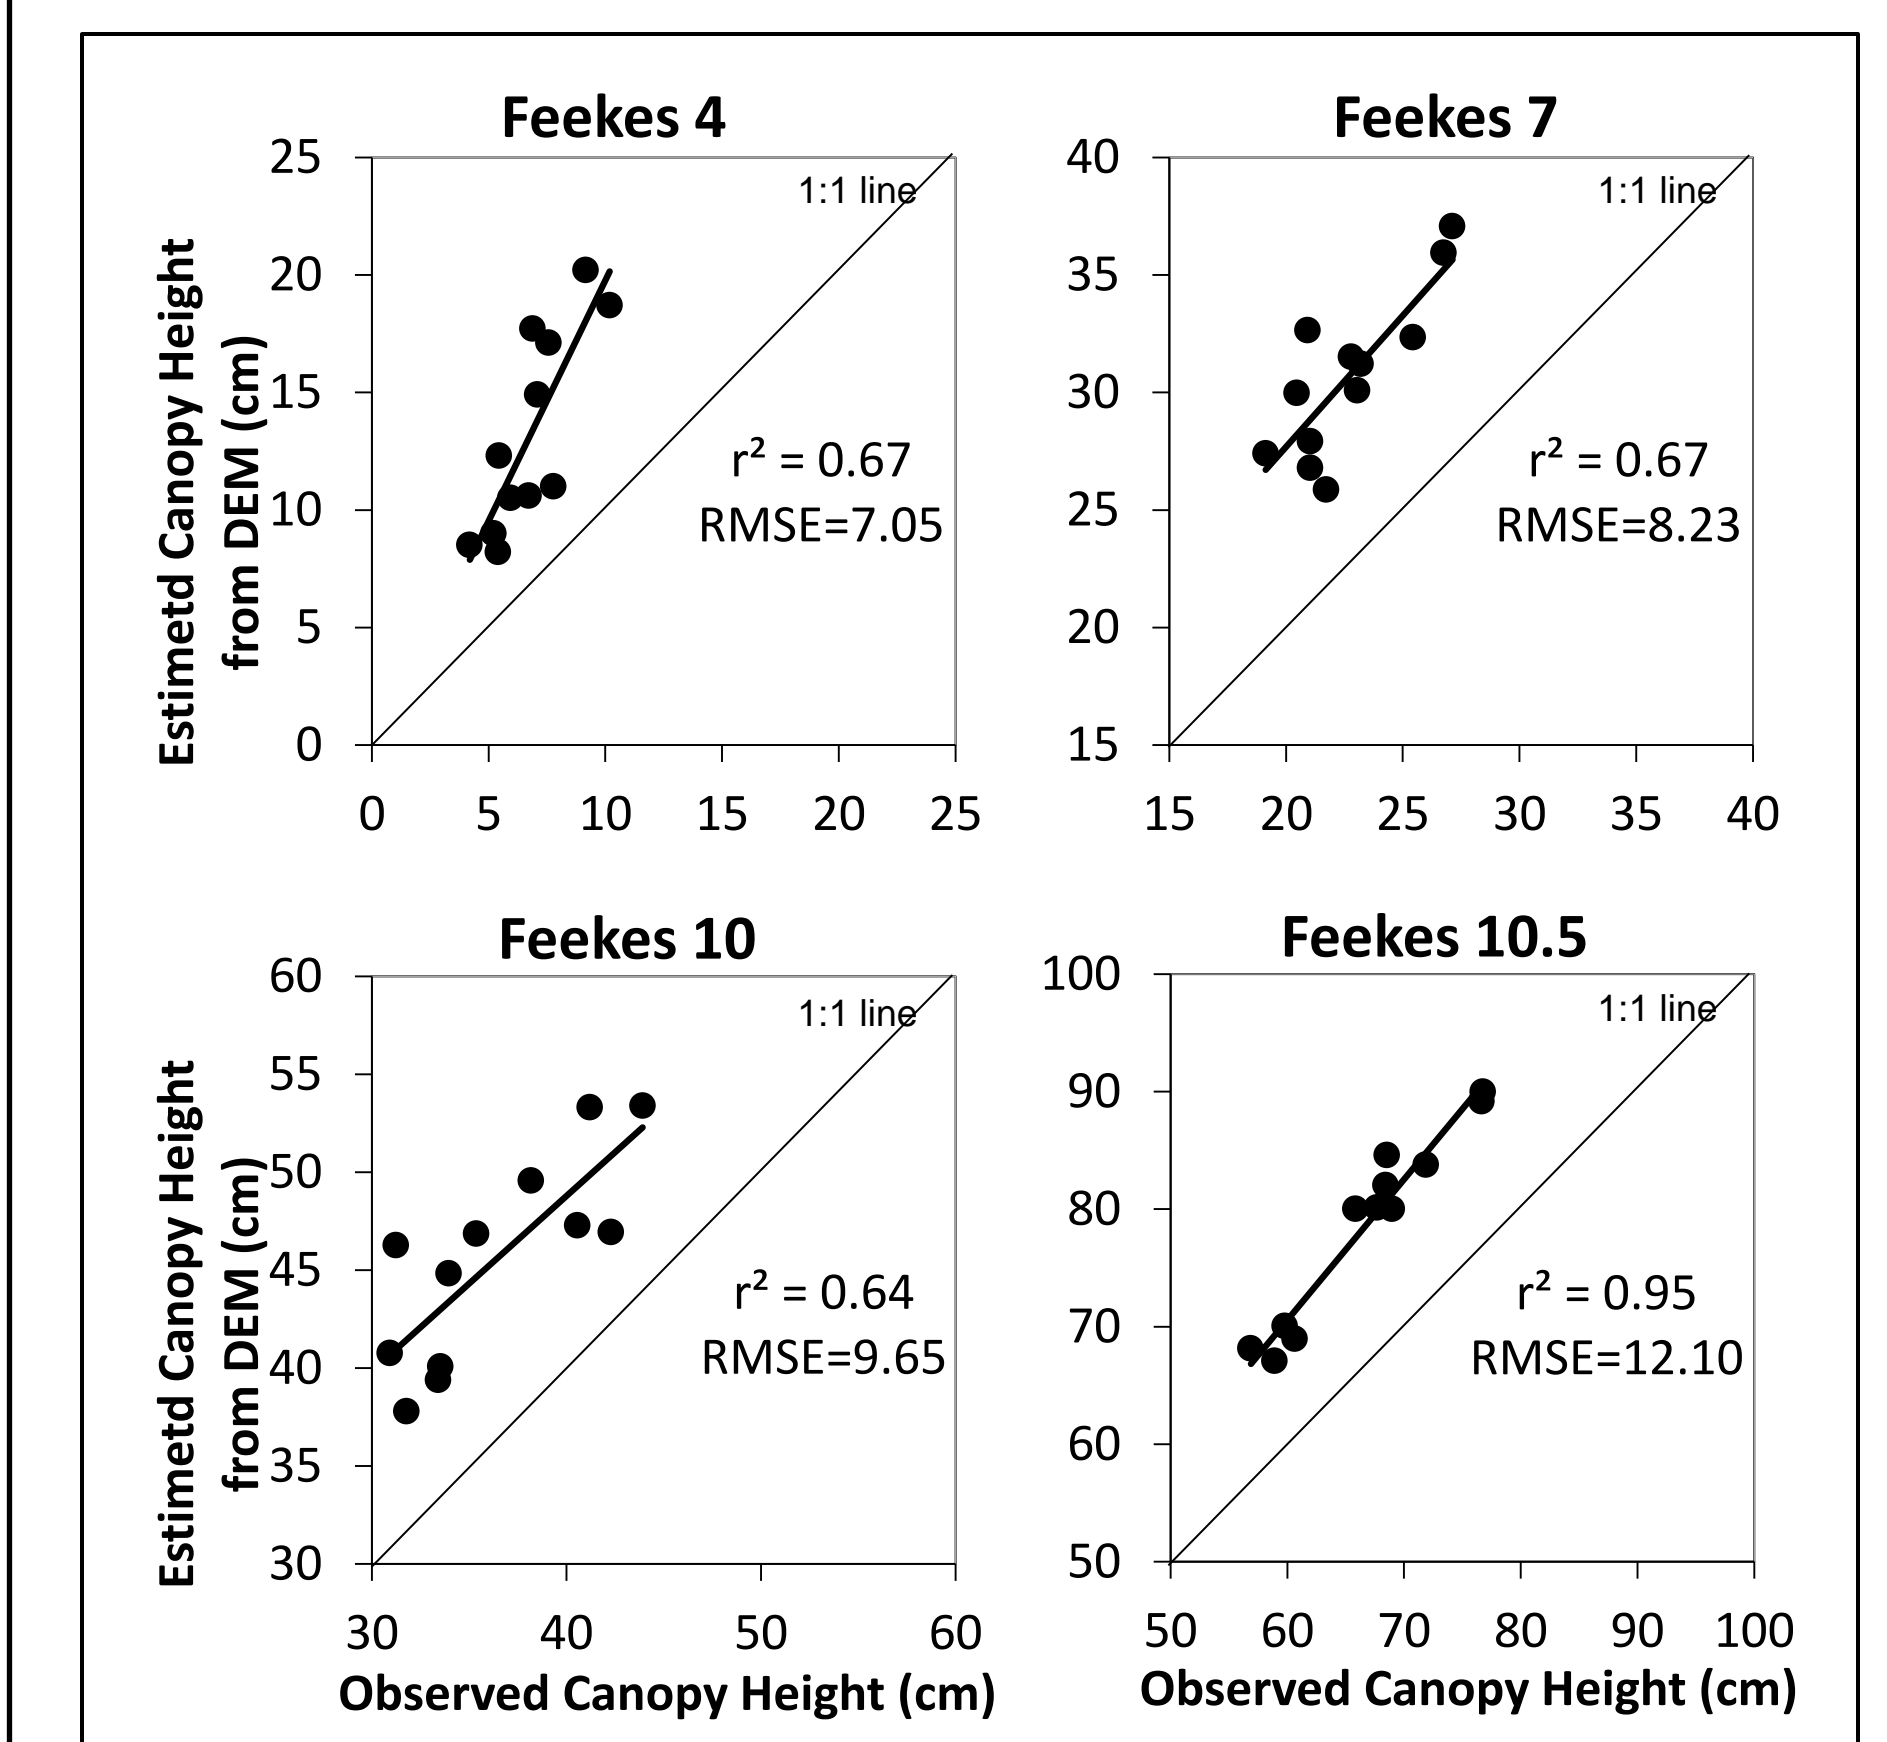 Feekes 4
25
20
15
10
5
0
0 5 10 15 20 25
1:1 line
r² = 0.67
RMSE=7.05
Estimetd Canopy Height
from DEM (cm)
Feekes 7
40
35
30
25
20
15
15 20 25 30 35 40
1:1 line
r² = 0.67
RMSE=8.23
Feekes 10
60
55
50
45
40
35
30
30 40 50 60
1:1 line
r² = 0.64
RMSE=9.65
Estimetd Canopy Height
from DEM (cm)
Observed Canopy Height (cm)
Feekes 10.5
100
90
80
70
60
50
50 60 70 80 90 100
1:1 line
r² = 0.95
RMSE=12.10
Observed Canopy Height (cm)